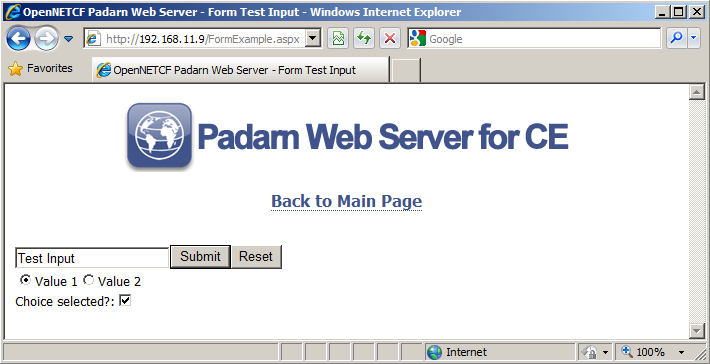 OpenNETCF Padarn Web Server - Form Test Input - Windows Internet Explorer
http://192.168.11.9/FormExample.aspx
Google
Favorites
OpenNETCF Padarn Web Server - Form Test Input
Padarn Web Server for CE
Back to Main Page
Test Input Submit Reset
Value 1 Value 2
Choice selected?:
Internet 100%